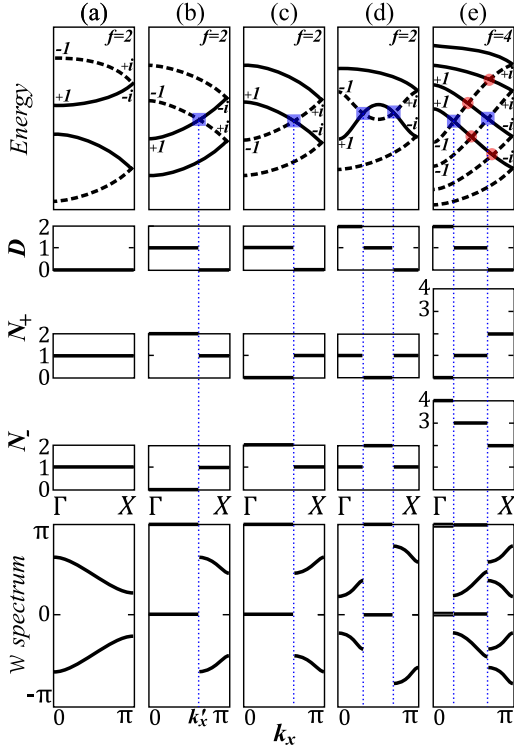 (a) (b) (c) (d) (e)
f=2 f=2 f=2 f=2 f=4
Energy
-1 +i +1 -i
-1 -i +i +1
+1 +i -i -1
-1 +i +1 -i
+1 +i -1 -i +1 -1
D
2
1
0
N+
4
3
2
1
0
N-
4
3
2
1
0
Γ X Γ X Γ X Γ X Γ X
W spectrum
π
0
-π
0 π 0 k'x π 0 π 0 π 0 π
kx